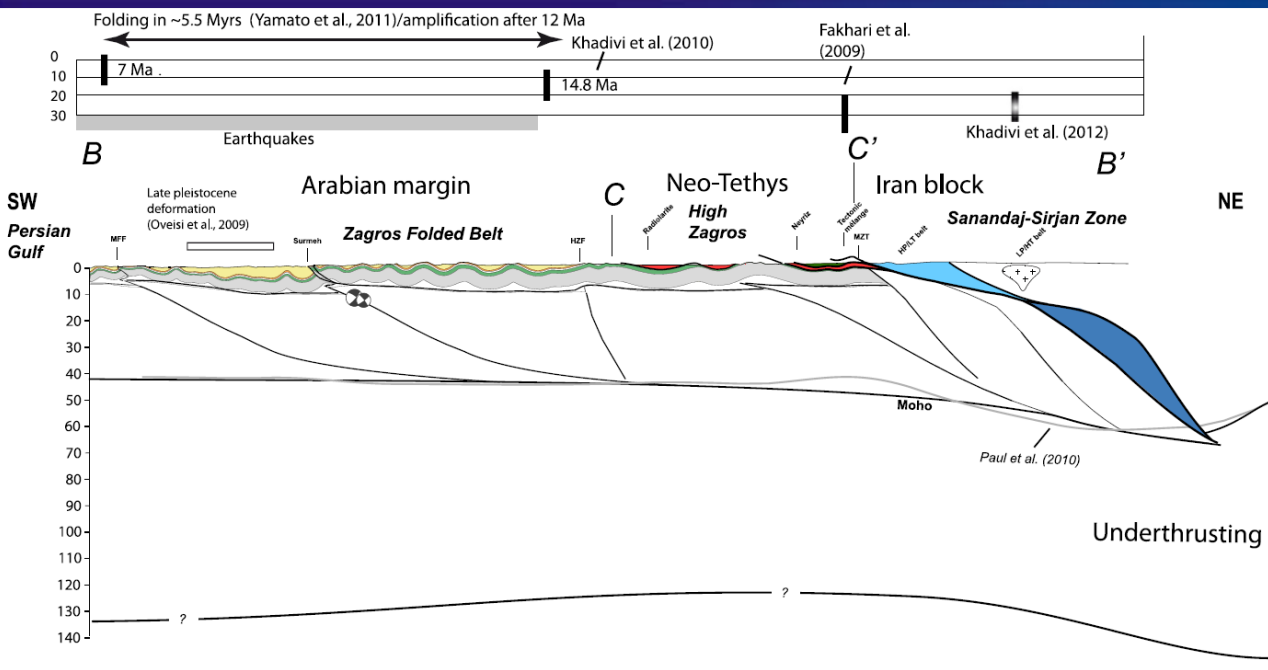 Folding in ~5.5 Myrs (Yamato et al., 2011)/amplification after 12 Ma
Khadivi et al. (2010)
Fakhari et al.
(2009)
0
10
20
30
7 Ma .
14.8 Ma
Earthquakes
Khadivi et al. (2012)
B
C'
B'
SW
Persian
Gulf
Late pleistocene
deformation
(Oveisi et al., 2009)
Arabian margin
C
Neo-Tethys
Iran block
NE
Zagros Folded Belt
High
Zagros
Sanandaj-Sirjan Zone
MFF
Surmeh
HZF
Radiolarite
Neyriz
Tectonic
mélange
MZT
HP/LT belt
LP/HT belt
+ +
+
0
10
20
30
40
50
60
70
80
90
100
110
120
130
140
Moho
Paul et al. (2010)
Underthrusting
?
?